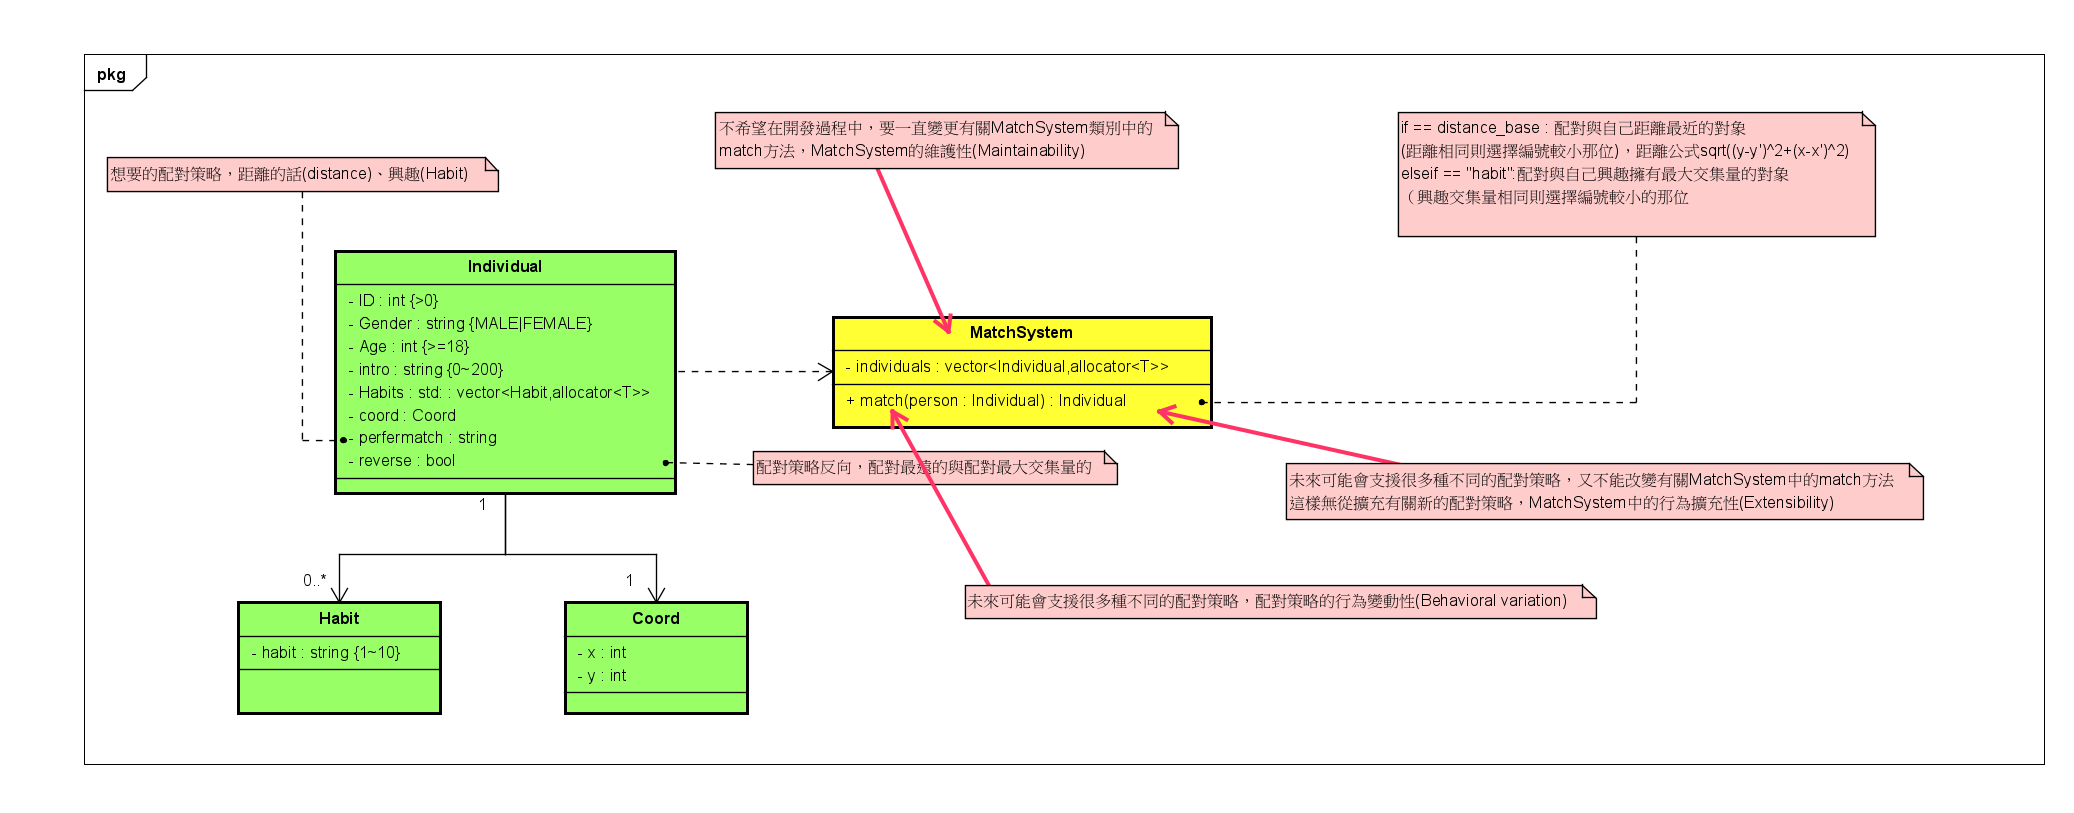 pkg
不希望在開發過程中，要一直變更有關MatchSystem類別中的
match方法，MatchSystem的維護性(Maintainability)
if == distance_base : 配對與自己距離最近的對象
(距離相同則選擇編號較小那位)，距離公式sqrt((y-y')^2+(x-x')^2)
elseif == "habit":配對與自己興趣擁有最大交集量的對象
（興趣交集量相同則選擇編號較小的那位
想要的配對策略，距離的話(distance)、興趣(Habit)
Individual
- ID : int {>0}
- Gender : string {MALE|FEMALE}
- Age : int {>=18}
- intro : string {0~200}
- Habits : std: : vector<Habit,allocator<T>>
- coord : Coord
- perfermatch : string
- reverse : bool
MatchSystem
- individuals : vector<Individual,allocator<T>>
+ match(person : Individual) : Individual
配對策略反向，配對最遠的與配對最大交集量的
未來可能會支援很多種不同的配對策略，又不能改變有關MatchSystem中的match方法
這樣無從擴充有關新的配對策略，MatchSystem中的行為擴充性(Extensibility)
1
0..*
1
未來可能會支援很多種不同的配對策略，配對策略的行為變動性(Behavioral variation)
Habit
- habit : string {1~10}
Coord
- x : int
- y : int